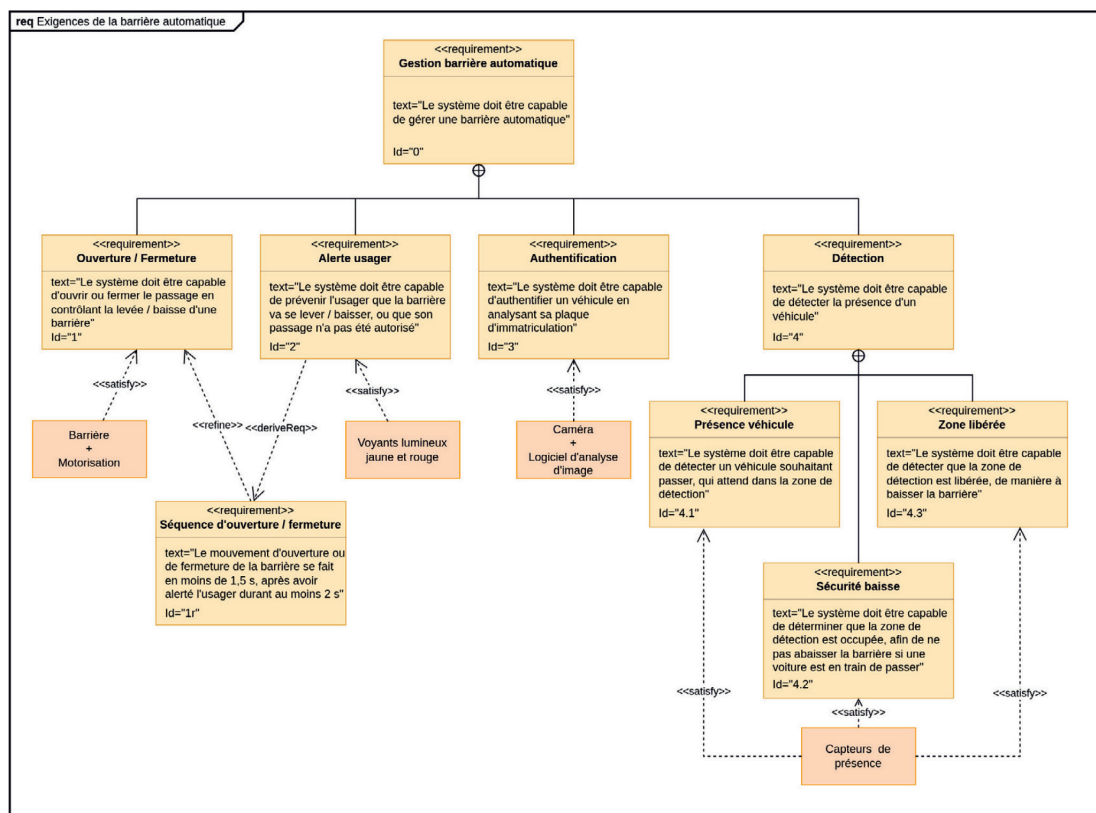 req Exigences de la barrière automatique
<<requirement>>
Gestion barrière automatique
text="Le système doit être capable
de gérer une barrière automatique"
Id="0"
<<requirement>>
Ouverture / Fermeture
text="Le système doit être capable
d'ouvrir ou fermer le passage en
contrôlant la levée / baisse d'une
barrière"
Id="1"
<<requirement>>
Alerte usager
text="Le système doit être capable
de prévenir l'usager que la barrière
va se lever / baisser, ou que son
passage n'a pas été autorisé"
Id="2"
<<requirement>>
Authentification
text="Le système doit être capable
d'authentifier un véhicule en
analysant sa plaque
d'immatriculation"
Id="3"
<<requirement>>
Détection
text="Le système doit être capable
de détecter la présence d'un
véhicule"
Id="4"
<<satisfy>>
<<refine>>
<<deriveReq>>
<<satisfy>>
<<satisfy>>
Barrière
+
Motorisation
Voyants lumineux
jaune et rouge
Caméra
+
Logiciel d'analyse
d'image
<<requirement>>
Présence véhicule
text="Le système doit être capable
de détecter un véhicule souhaitant
passer, qui attend dans la zone de
détection"
Id="4.1"
<<requirement>>
Zone libérée
text="Le système doit être capable
de détecter que la zone de
détection est libérée, de manière à
baisser la barrière"
Id="4.3"
<<requirement>>
Séquence d'ouverture / fermeture
text="Le mouvement d'ouverture ou
de fermeture de la barrière se fait
en moins de 1,5 s, après avoir
alerté l'usager durant au moins 2 s"
Id="1r"
<<requirement>>
Sécurité baisse
text="Le système doit être capable
de déterminer que la zone de
détection est occupée, afin de ne
pas abaisser la barrière si une
voiture est en train de passer"
Id="4.2"
<<satisfy>>
<<satisfy>>
<<satisfy>>
Capteurs de
présence